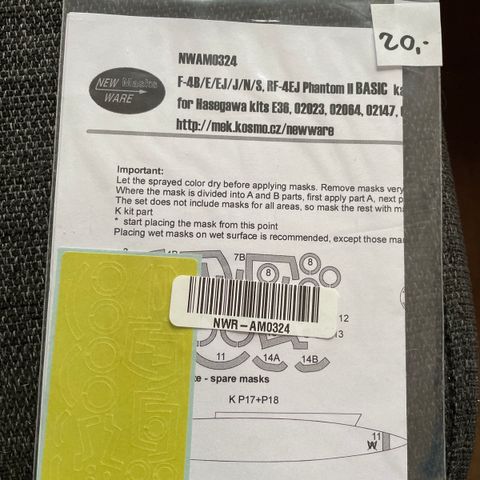 20,-
NEW Masks
WARE
NWAM0324
F-4B/E/EJ/J/N/S, RF-4EJ Phantom II BASIC
for Hasegawa kits E36, 02023, 02064, 02147,
http://mek.kosmo.cz/newware
Important:
Let the sprayed color dry before applying masks. Remove masks very
Where the mask is divided into A and B parts, first apply part A, next
The set does not include masks for all areas, so mask the rest with
K kit part
* start placing the mask from this point
Placing wet masks on wet surface is recommended, except those
7B
8
8
12
13
NWR-AM0324
11
14A
14B
- spare masks
K P17+P18
11